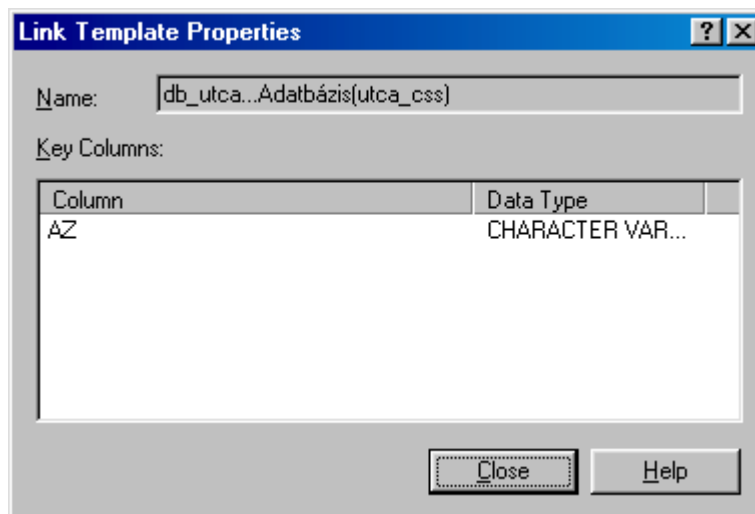 Link Template Properties
Name: db_utca...Adatbázis(utca_css)
Key Columns:
Column Data Type
AZ CHARACTER VAR...
Close Help